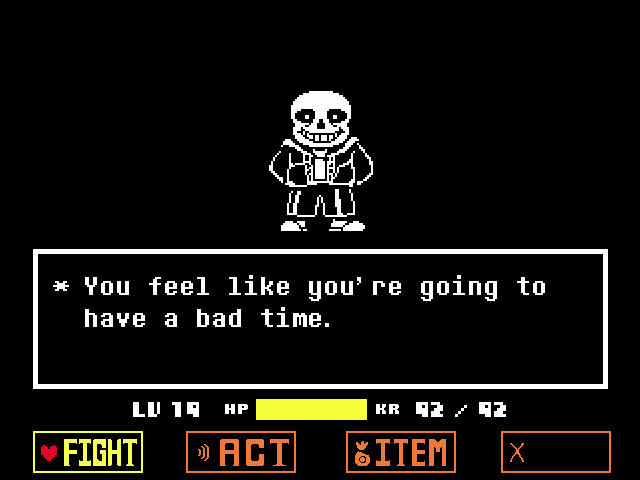 * You feel like you're going to
have a bad time.
LV 19 HP KR 92 / 92
FIGHT ACT ITEM X